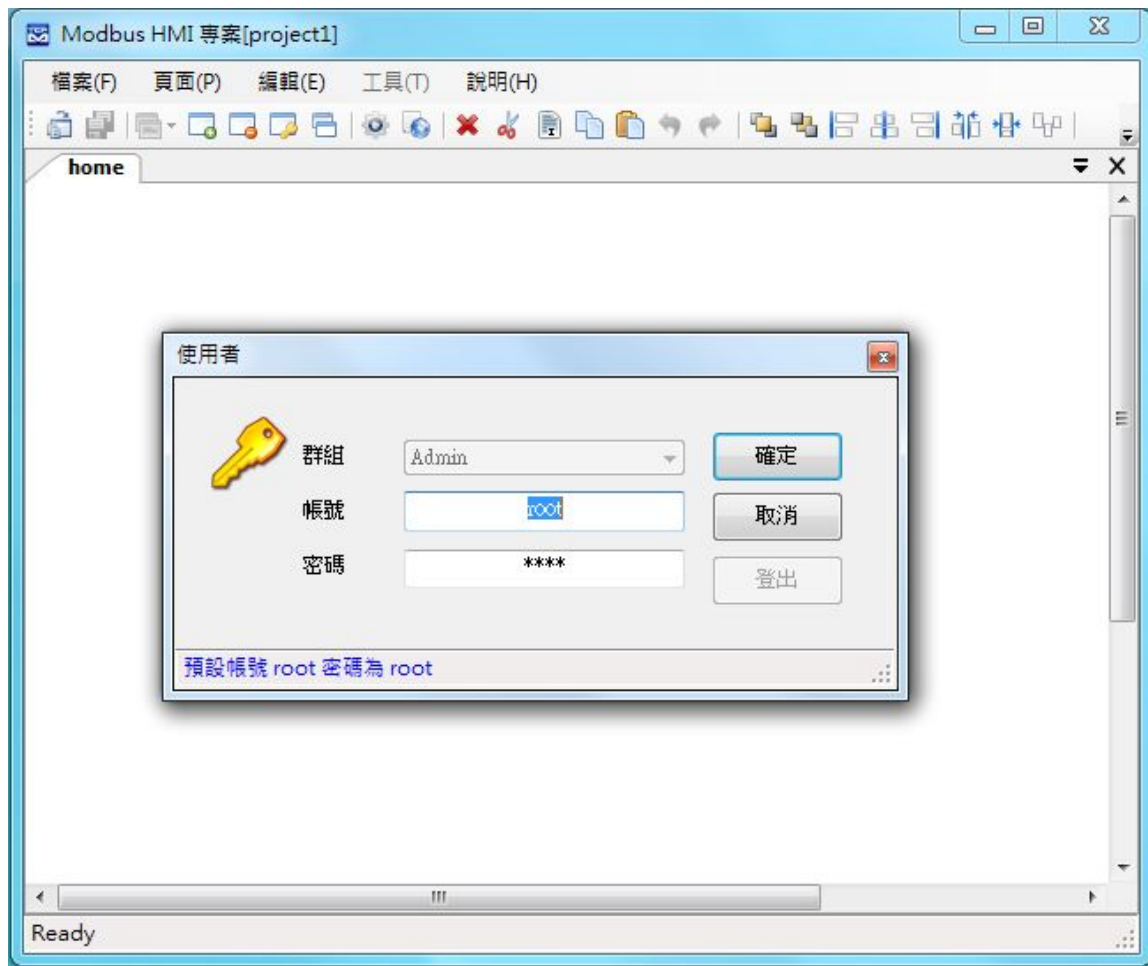 Modbus HMI 專案[project1]
檔案(F) 頁面(P) 編輯(E) 工具(T) 說明(H)
home
使用者
群組 Admin 確定
帳號 root 取消
密碼 **** 登出
預設帳號 root 密碼為 root
Ready